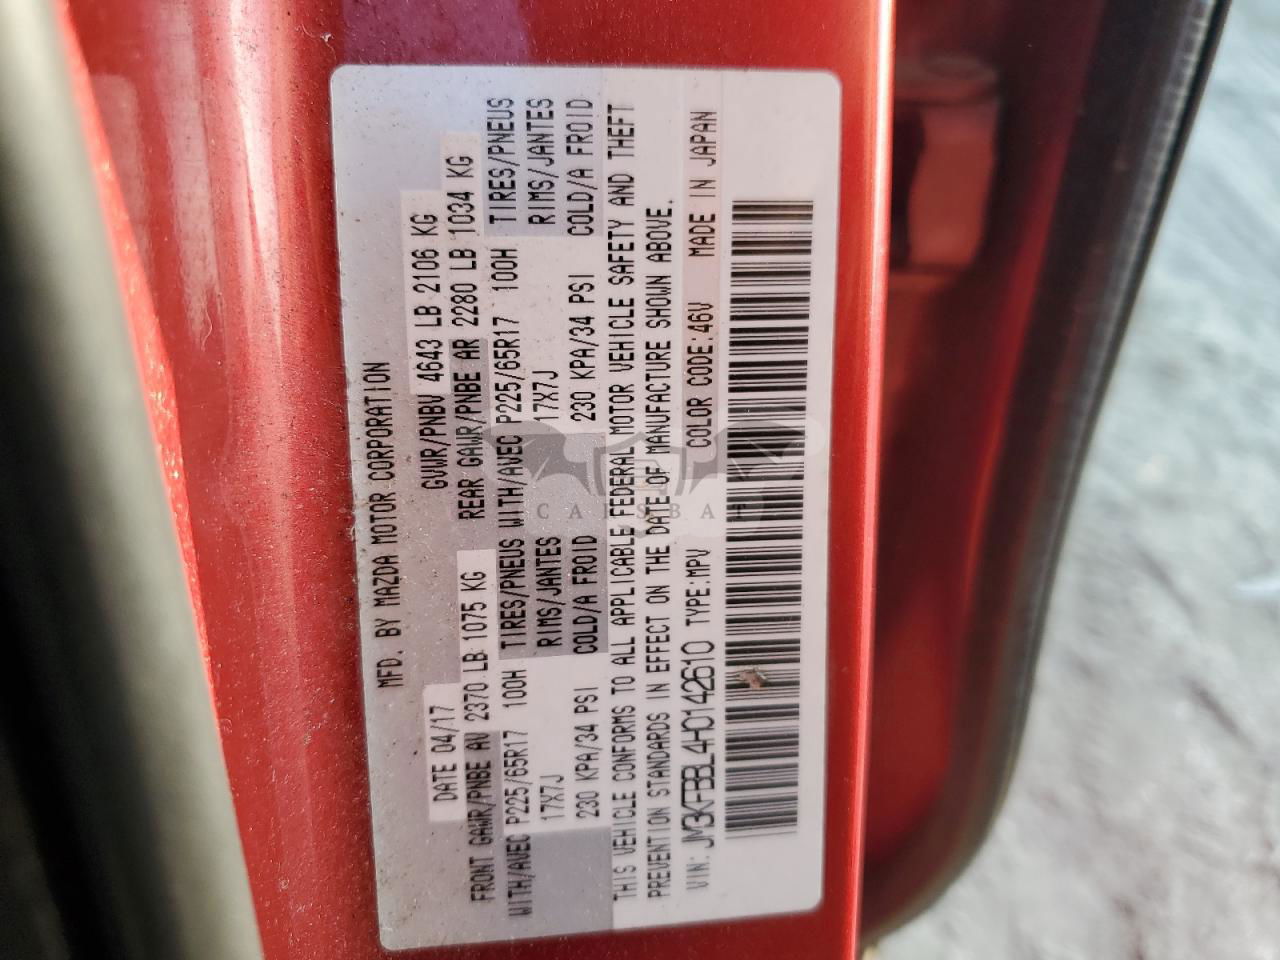 MFD. BY MAZDA MOTOR CORPORATION
DATE 04/17 GVWR/PNBV 4643 LB 2106 KG
FRONT GAWR/PNBE AV 2370 LB 1075 KG REAR GAWR/PNBE AR 2280 LB 1034 KG
WITH/AVEC P225/65R17 100H TIRES/PNEUS WITH/AVEC P225/65R17 100H TIRES/PNEUS
17X7J RIMS/JANTES 17X7J RIMS/JANTES
230 KPA/34 PSI COLD/A FROID 230 KPA/34 PSI COLD/A FROID
THIS VEHICLE CONFORMS TO ALL APPLICABLE FEDERAL MOTOR VEHICLE SAFETY AND THEFT
PREVENTION STANDARDS IN EFFECT ON THE DATE OF MANUFACTURE SHOWN ABOVE.
VIN: JM3KFBBL4H0142610 TYPE:MPV COLOR CODE:46V MADE IN JAPAN
CARSBAT